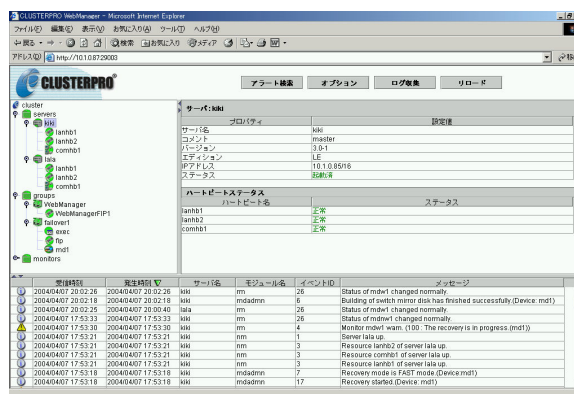 CLUSTERPRO WebManager - Microsoft Internet Explorer
ファイル(F) 編集(E) 表示(V) お気に入り(A) ツール(T) ヘルプ(H)
戻る 検索 お気に入り メディア
アドレス(D) http://10.1.0.87:29003
CLUSTERPRO
アラート検索 オプション ログ収集 リロード
cluster
servers
kiki
lanhb1
lanhb2
comhb1
lala
lanhb1
lanhb2
comhb1
groups
WebManager
WebManagerFIP1
failover1
exec
fip
md1
monitors
サーバ:kiki
プロパティ 設定値
サーバ名 kiki
コメント master
バージョン 3.0-1
エディション LE
IPアドレス 10.1.0.85/16
ステータス 起動済
ハートビートステータス
ハートビート名 ステータス
lanhb1 正常
lanhb2 正常
comhb1 正常
受信時刻 発生時刻 ▽ サーバ名 モジュール名 イベントID メッセージ
2004/04/07 20:02:26 2004/04/07 20:02:26 kiki rm 26 Status of mdw1 changed normally.
2004/04/07 20:02:18 2004/04/07 20:02:18 kiki mdadmn 6 Building of switch mirror disk has finished successfully.(Device: md1)
2004/04/07 20:02:25 2004/04/07 20:00:40 lala rm 26 Status of mdnw1 changed normally.
2004/04/07 17:53:33 2004/04/07 17:53:33 kiki rm 26 Status of mdnw1 changed normally.
2004/04/07 17:53:30 2004/04/07 17:53:30 kiki rm 4 Monitor mdw1 warn. (100 : The recovery is in progress.(md1))
2004/04/07 17:53:21 2004/04/07 17:53:21 kiki nm 1 Server lala up.
2004/04/07 17:53:21 2004/04/07 17:53:21 kiki nm 3 Resource lanhb2 of server lala up.
2004/04/07 17:53:21 2004/04/07 17:53:21 kiki nm 3 Resource comhb1 of server lala up.
2004/04/07 17:53:21 2004/04/07 17:53:21 kiki nm 3 Resource lanhb1 of server lala up.
2004/04/07 17:53:18 2004/04/07 17:53:18 kiki mdadmn 7 Recovery mode is FAST mode.(Device:md1)
2004/04/07 17:53:18 2004/04/07 17:53:18 kiki mdadmn 17 Recovery started.(Device: md1)